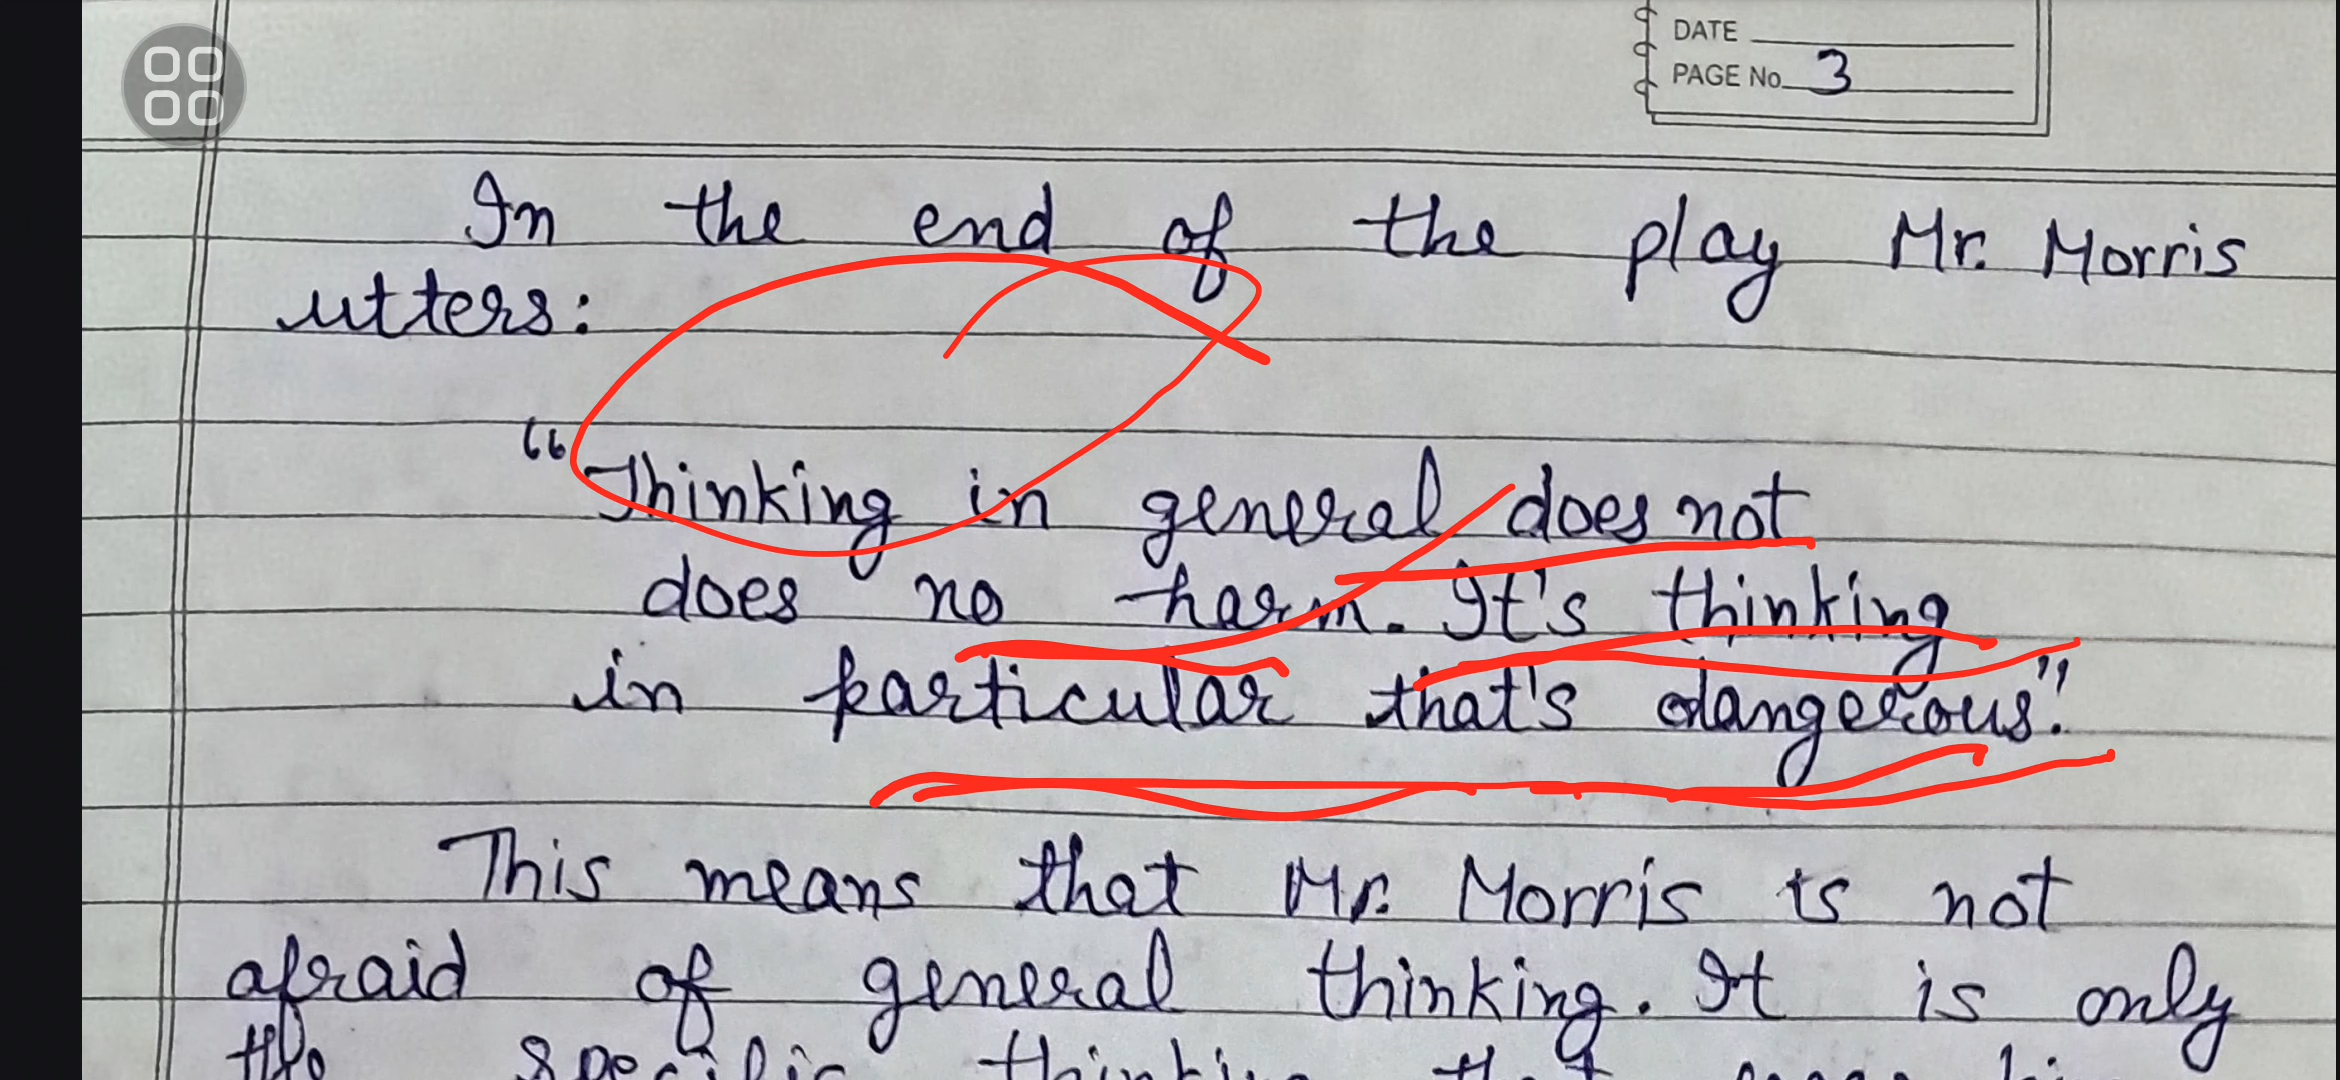 DATE
PAGE No. 3
In the end of the play Mr. Morris
utters:
"Thinking in general does not
does no harm. It's thinking
in particular that's dangerous".
This means that Mr. Morris is not
afraid of general thinking. It is only
the specific